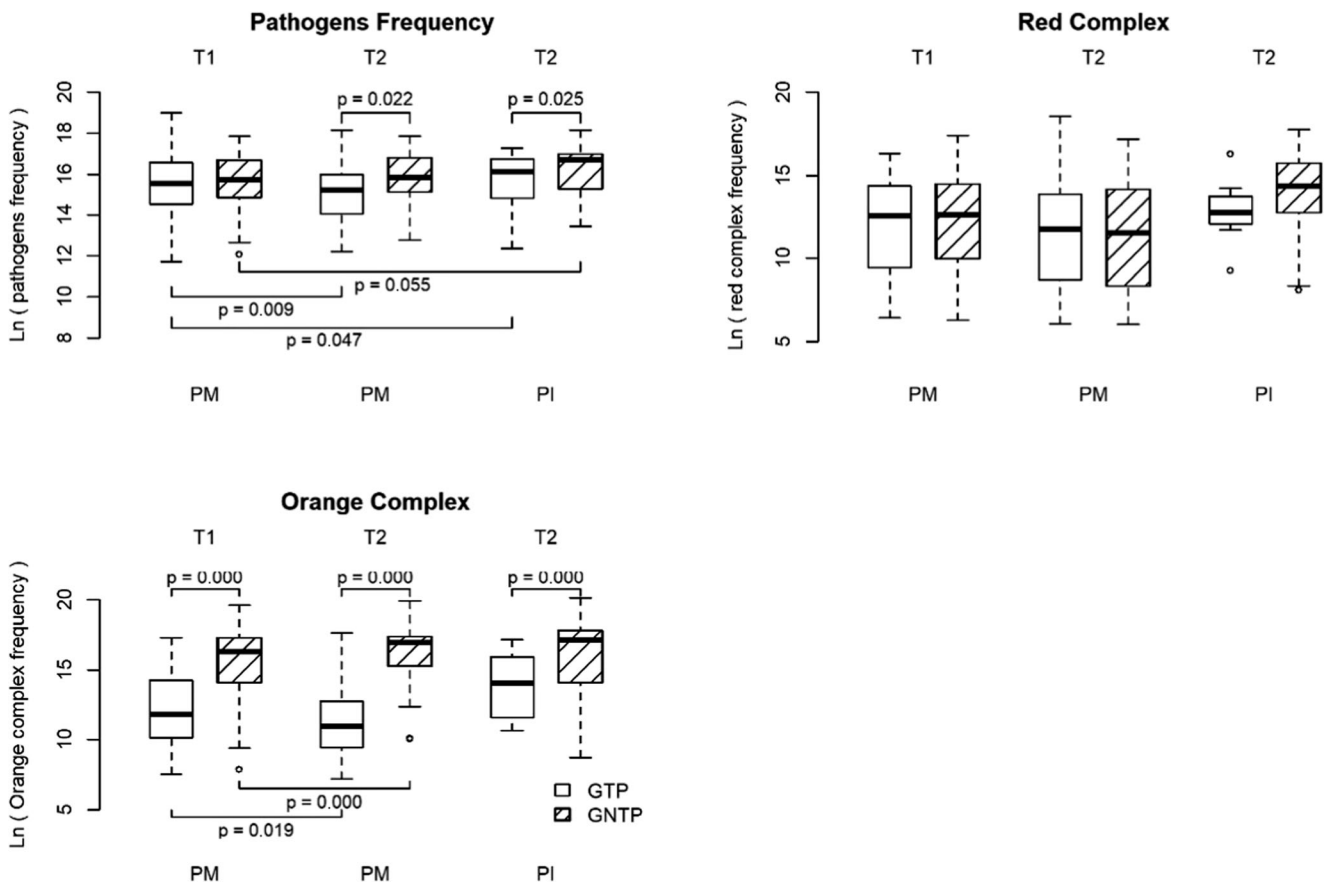 Pathogens Frequency
T1 T2 T2
Ln ( pathogens frequency )
20
18
16
14
12
10
8
p = 0.022
p = 0.025
p = 0.055
p = 0.009
p = 0.047
PM PM PI
Red Complex
T1 T2 T2
Ln ( red complex frequency )
20
15
10
5
PM PM PI
Orange Complex
T1 T2 T2
Ln ( Orange complex frequency )
20
15
10
5
p = 0.000
p = 0.000
p = 0.000
p = 0.000
p = 0.019
GTP
GNTP
PM PM PI